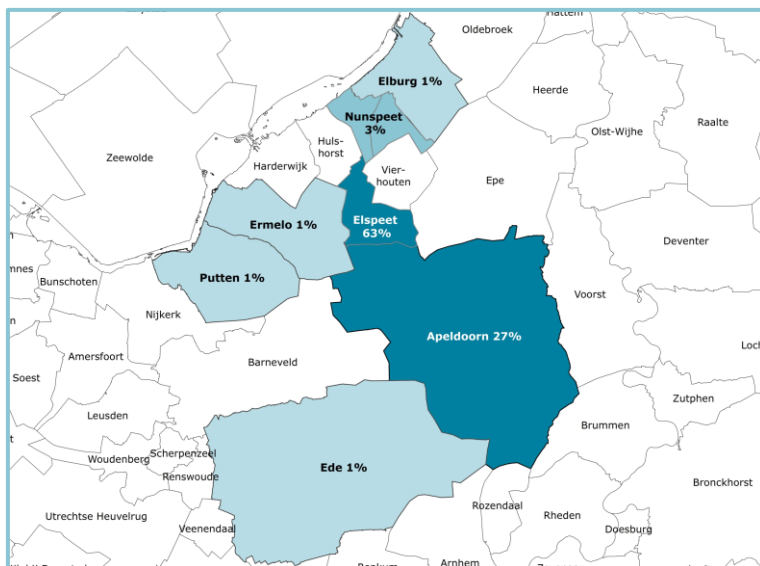 Hattem
Oldebroek
Elburg 1%
Heerde
Raalte
Nunspeet
3%
Olst-Wijhe
Huls-
horst
Zeewolde
Harderwijk
Vier-
houten
Epe
Ermelo 1%
Elspeet
63%
Deventer
Putten 1%
Bunschoten
Voorst
Nijkerk
Apeldoorn 27%
Amersfoort
Barneveld
Loch
Soest
Zutphen
Leusden
Brummen
Scherpenzeel
Woudenberg
Ede 1%
Renswoude
Bronckhorst
Rozendaal
Utrechtse Heuvelrug
Rheden
Veenendaal
Doesburg
Arnhem